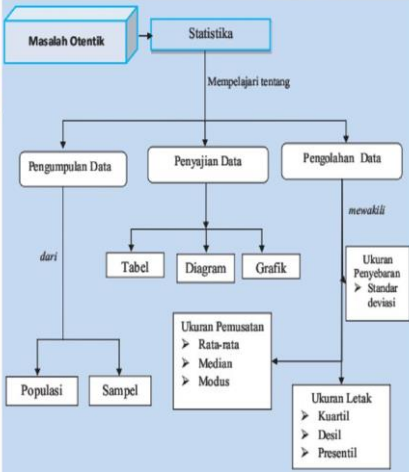 Masalah Otentik
Statistika
Mempelajari tentang
Pengumpulan Data
Penyajian Data
Pengolahan Data
dari
mewakili
Tabel
Diagram
Grafik
Ukuran
Penyebaran
➢ Standar
deviasi
Ukuran Pemusatan
➢ Rata-rata
➢ Median
➢ Modus
Populasi
Sampel
Ukuran Letak
➢ Kuartil
➢ Desil
➢ Presentil